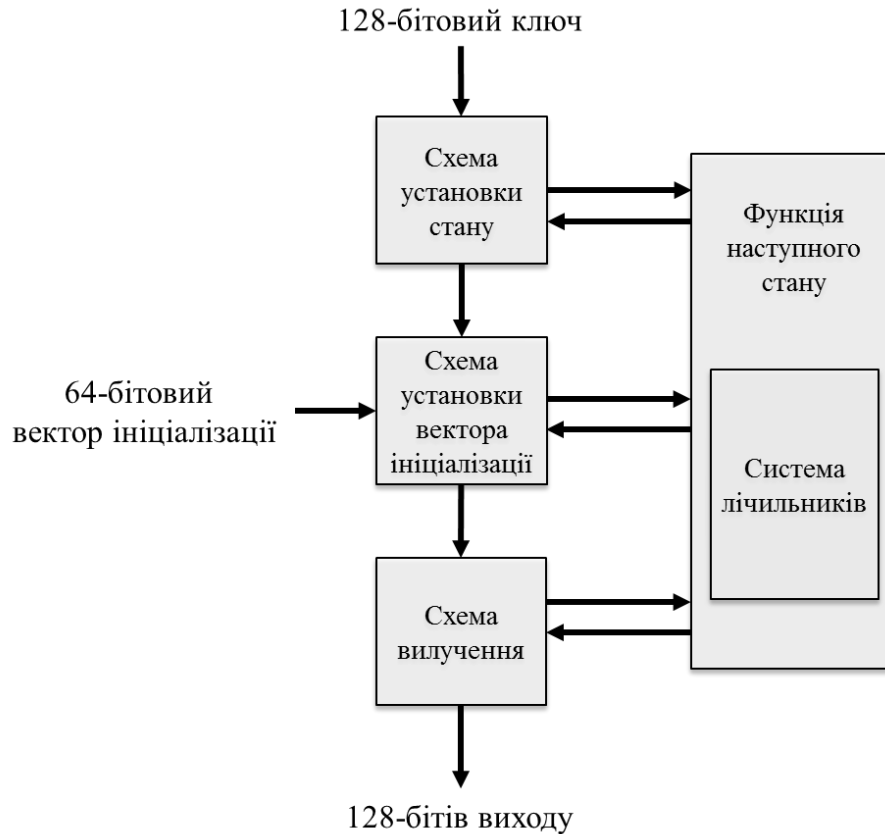 128-бітовий ключ
Схема
установки
стану
Функція
наступного
стану
64-бітовий
вектор ініціалізації
Схема
установки
вектора
ініціалізації
Система
лічильників
Схема
вилучення
128-бітів виходу